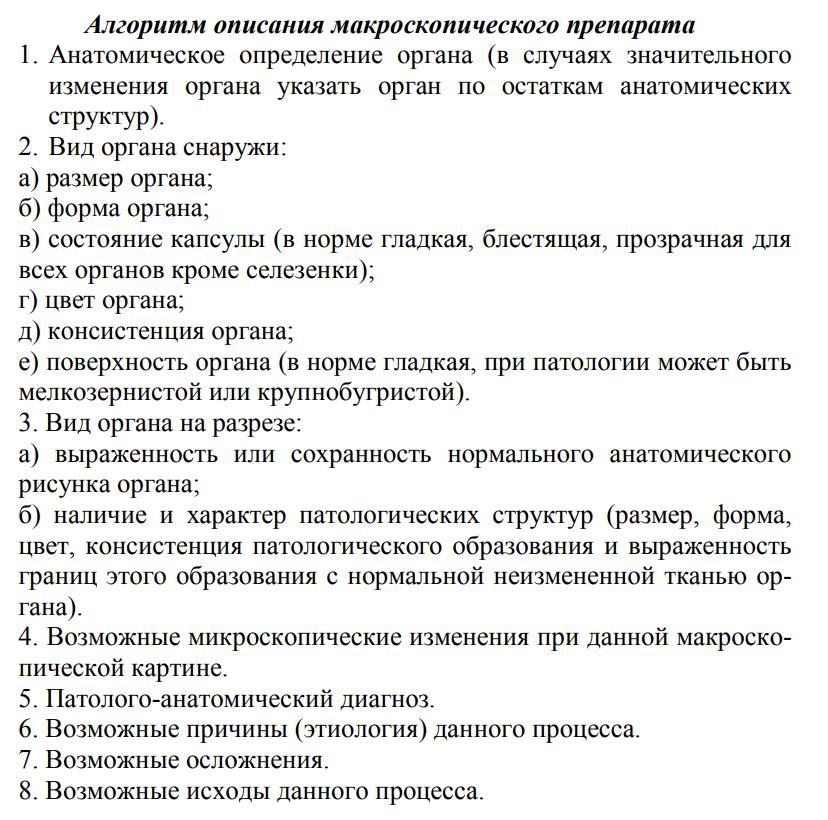 Алгоритм описания макроскопического препарата
1. Анатомическое определение органа (в случаях значительного
изменения органа указать орган по остаткам анатомических
структур).
2. Вид органа снаружи:
а) размер органа;
б) форма органа;
в) состояние капсулы (в норме гладкая, блестящая, прозрачная для
всех органов кроме селезенки);
г) цвет органа;
д) консистенция органа;
е) поверхность органа (в норме гладкая, при патологии может быть
мелкозернистой или крупнобугристой).
3. Вид органа на разрезе:
а) выраженность или сохранность нормального анатомического
рисунка органа;
б) наличие и характер патологических структур (размер, форма,
цвет, консистенция патологического образования и выраженность
границ этого образования с нормальной неизмененной тканью ор-
гана).
4. Возможные микроскопические изменения при данной макроско-
пической картине.
5. Патолого-анатомический диагноз.
6. Возможные причины (этиология) данного процесса.
7. Возможные осложнения.
8. Возможные исходы данного процесса.